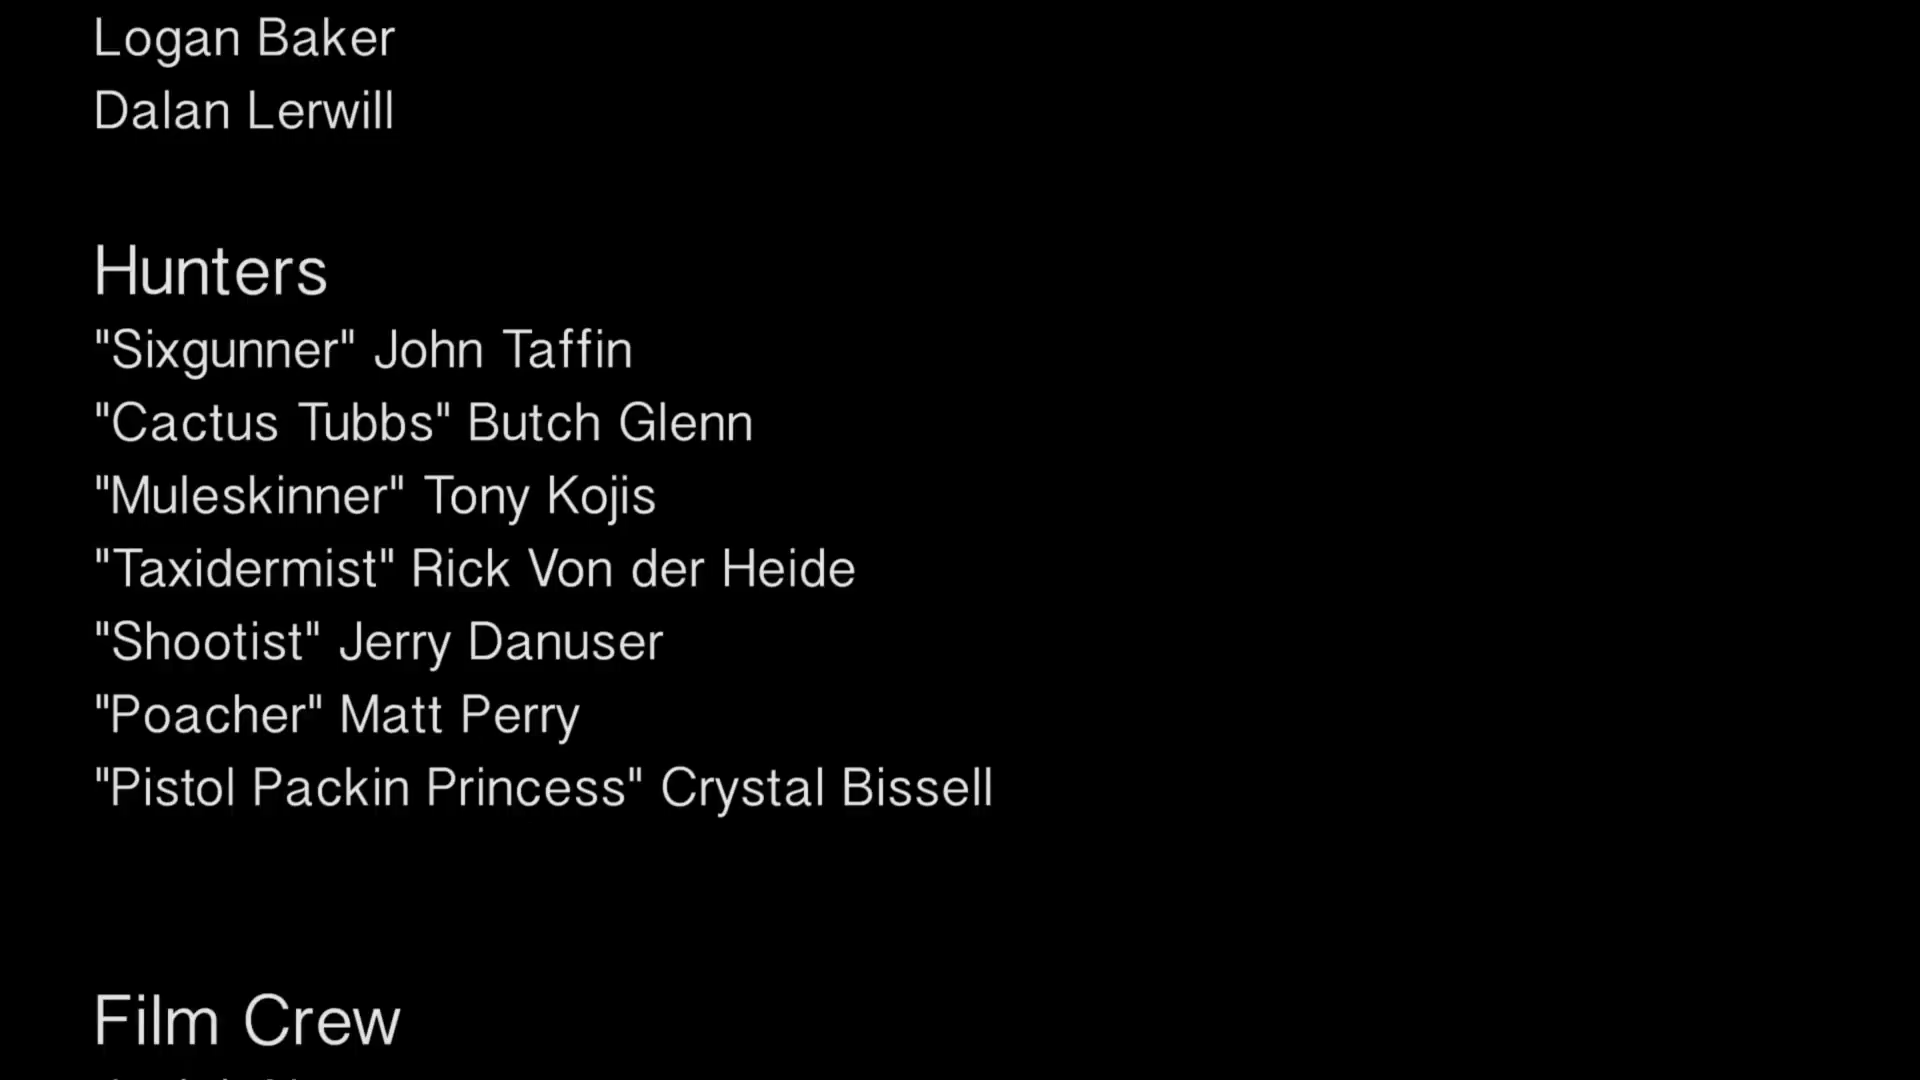 Logan Baker
Dalan Lerwill
Hunters
"Sixgunner" John Taffin
"Cactus Tubbs" Butch Glenn
"Muleskinner" Tony Kojis
"Taxidermist" Rick Von der Heide
"Shootist" Jerry Danuser
"Poacher" Matt Perry
"Pistol Packin Princess" Crystal Bissell
Film Crew